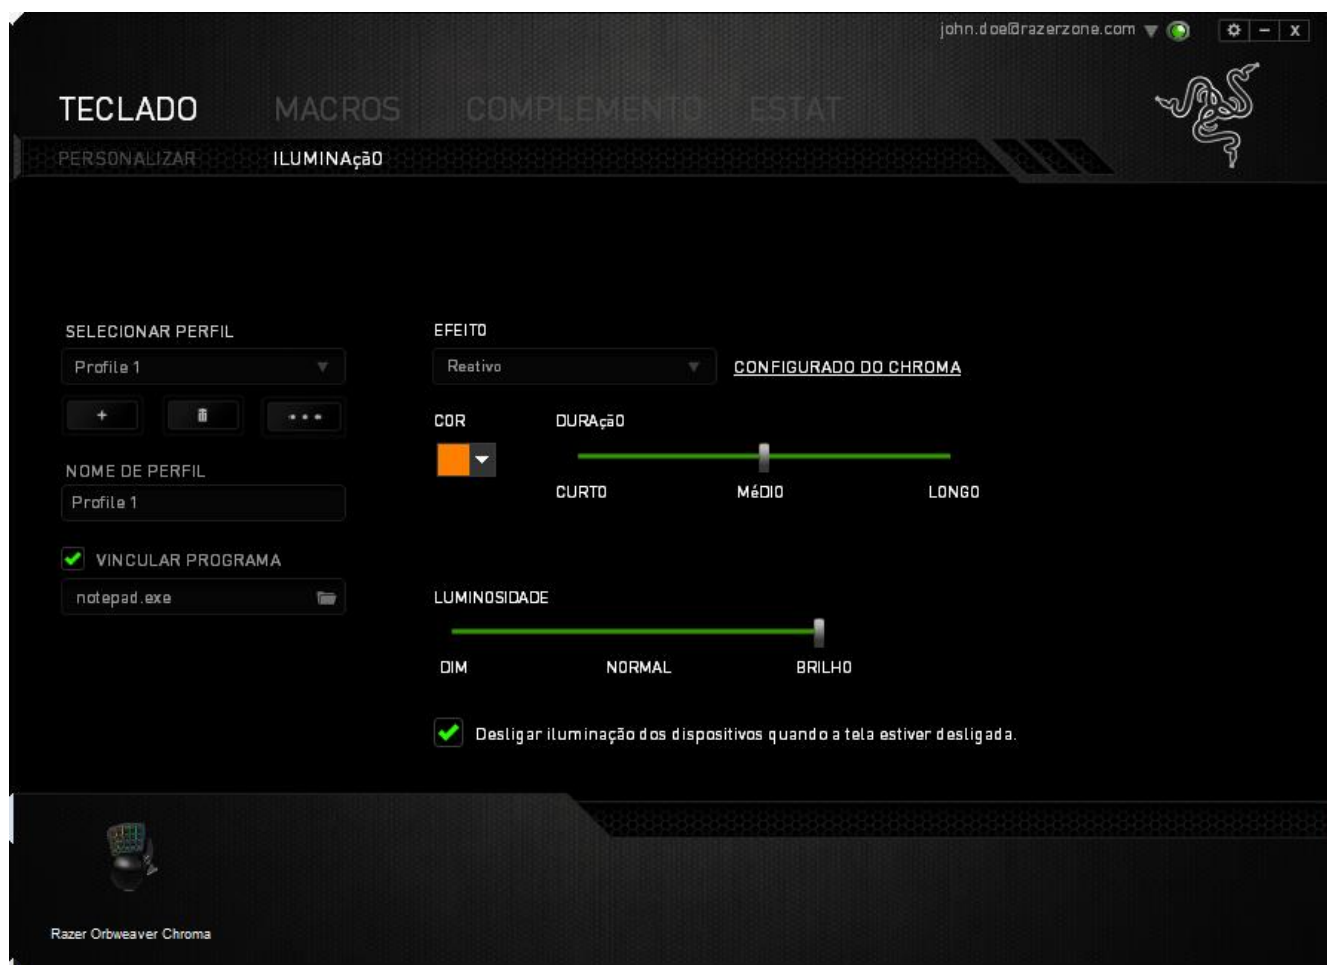 john.doe@razerzone.com
TECLADO MACROS COMPLEMENTO ESTAT
PERSONALIZAR ILUMINAçãO
SELECIONAR PERFIL
Profile 1
NOME DE PERFIL
Profile 1
VINCULAR PROGRAMA
notepad.exe
EFEITO
Reativo
CONFIGURADO DO CHROMA
COR
DURAçãO
CURTO MéDIO LONGO
LUMINOSIDADE
DIM NORMAL BRILHO
Desligar iluminação dos dispositivos quando a tela estiver desligada.
Razer Orbweaver Chroma